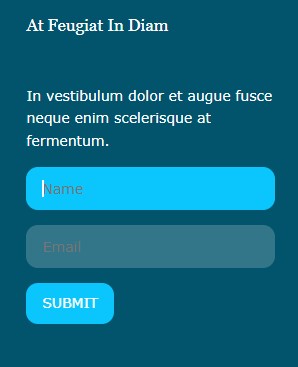 At Feugiat In Diam
In vestibulum dolor et augue fusce
neque enim scelerisque at
fermentum.
Name
Email
SUBMIT